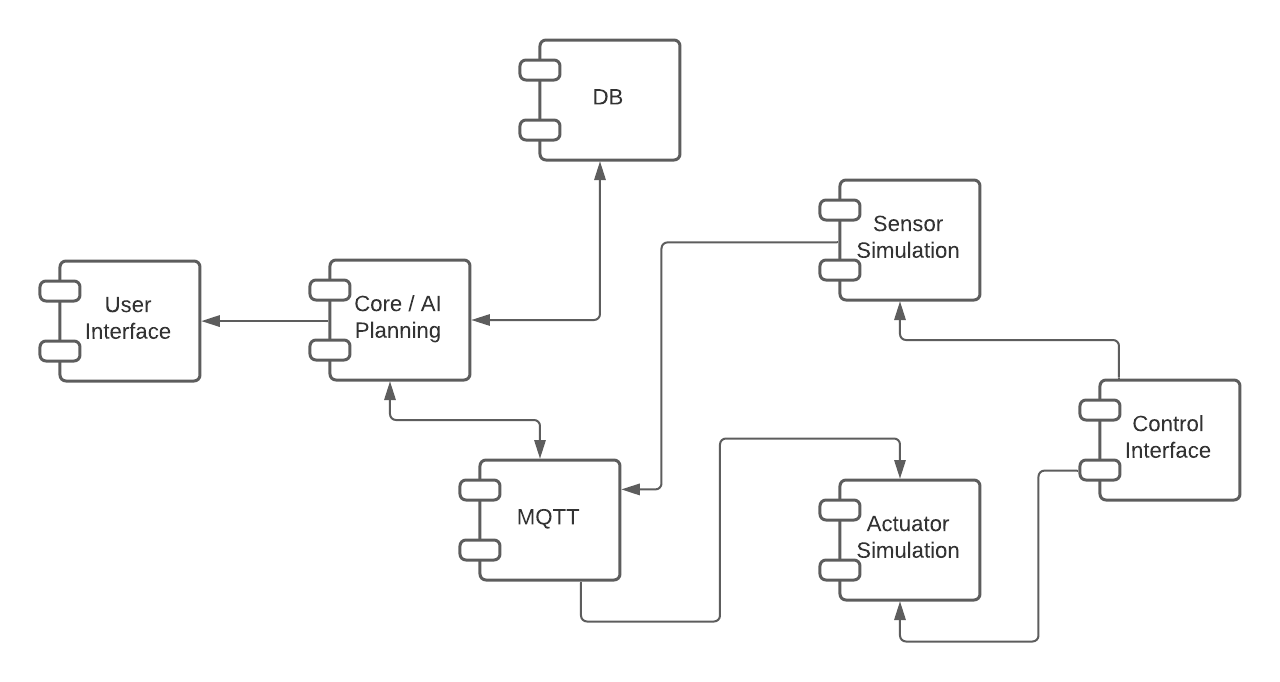 DB
Sensor
Simulation
User
Interface
Core / AI
Planning
Control
Interface
MQTT
Actuator
Simulation